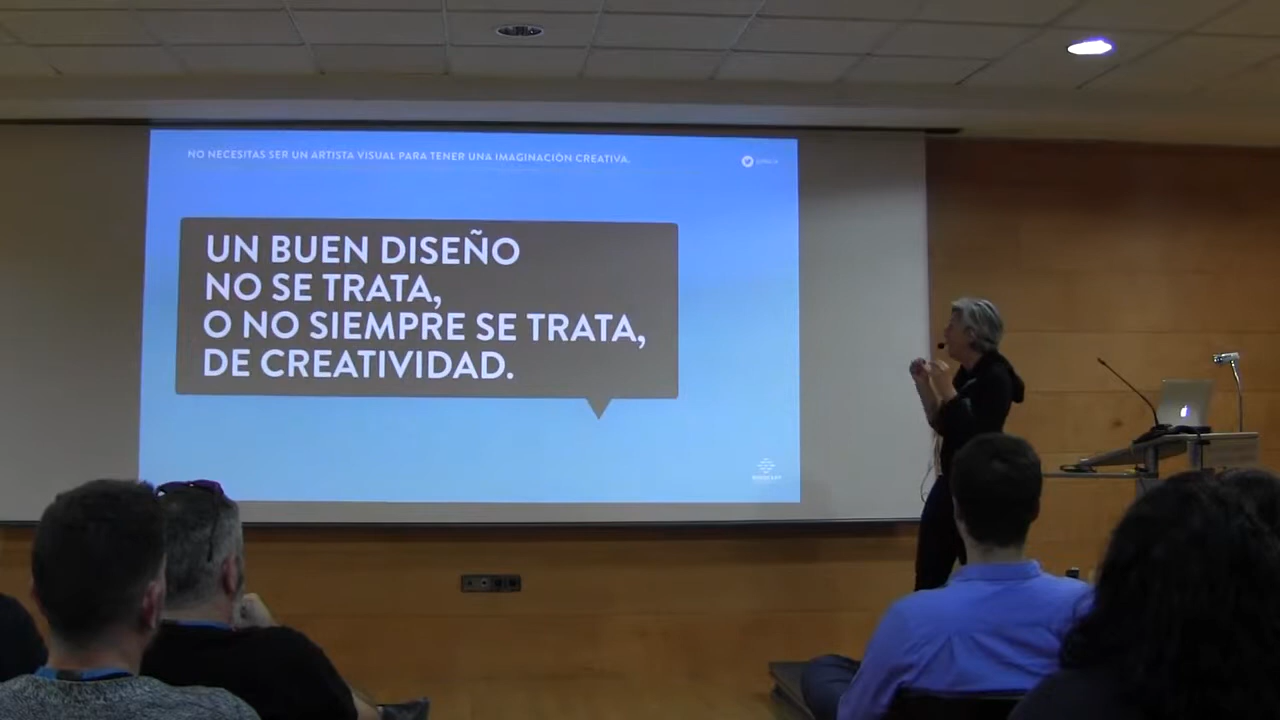 NO NECESITAS SER UN ARTISTA VISUAL PARA TENER UNA IMAGINACIÓN CREATIVA.
UN BUEN DISEÑO
NO SE TRATA,
O NO SIEMPRE SE TRATA,
DE CREATIVIDAD.